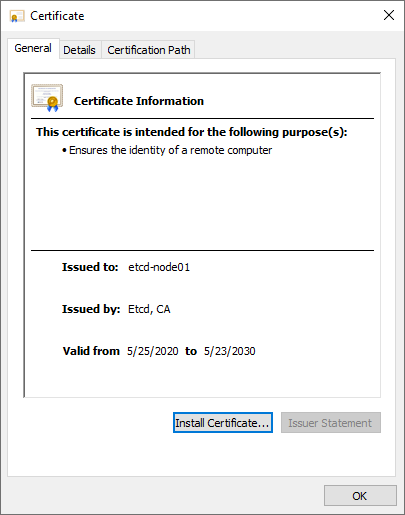 Certificate
General Details Certification Path
Certificate Information
This certificate is intended for the following purpose(s):
• Ensures the identity of a remote computer
Issued to: etcd-node01
Issued by: Etcd, CA
Valid from 5/25/2020 to 5/23/2030
Install Certificate... Issuer Statement
OK